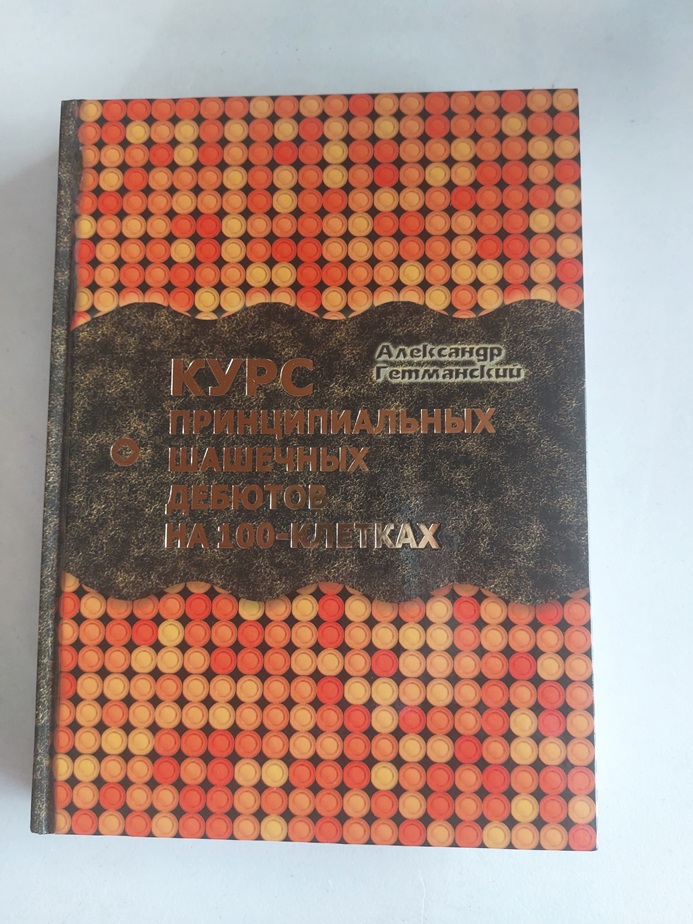 Александр
Гетманский
КУРС
ПРИНЦИПИАЛЬНЫХ
ШАШЕЧНЫХ
ДЕБЮТОВ
НА 100-КЛЕТКАХ